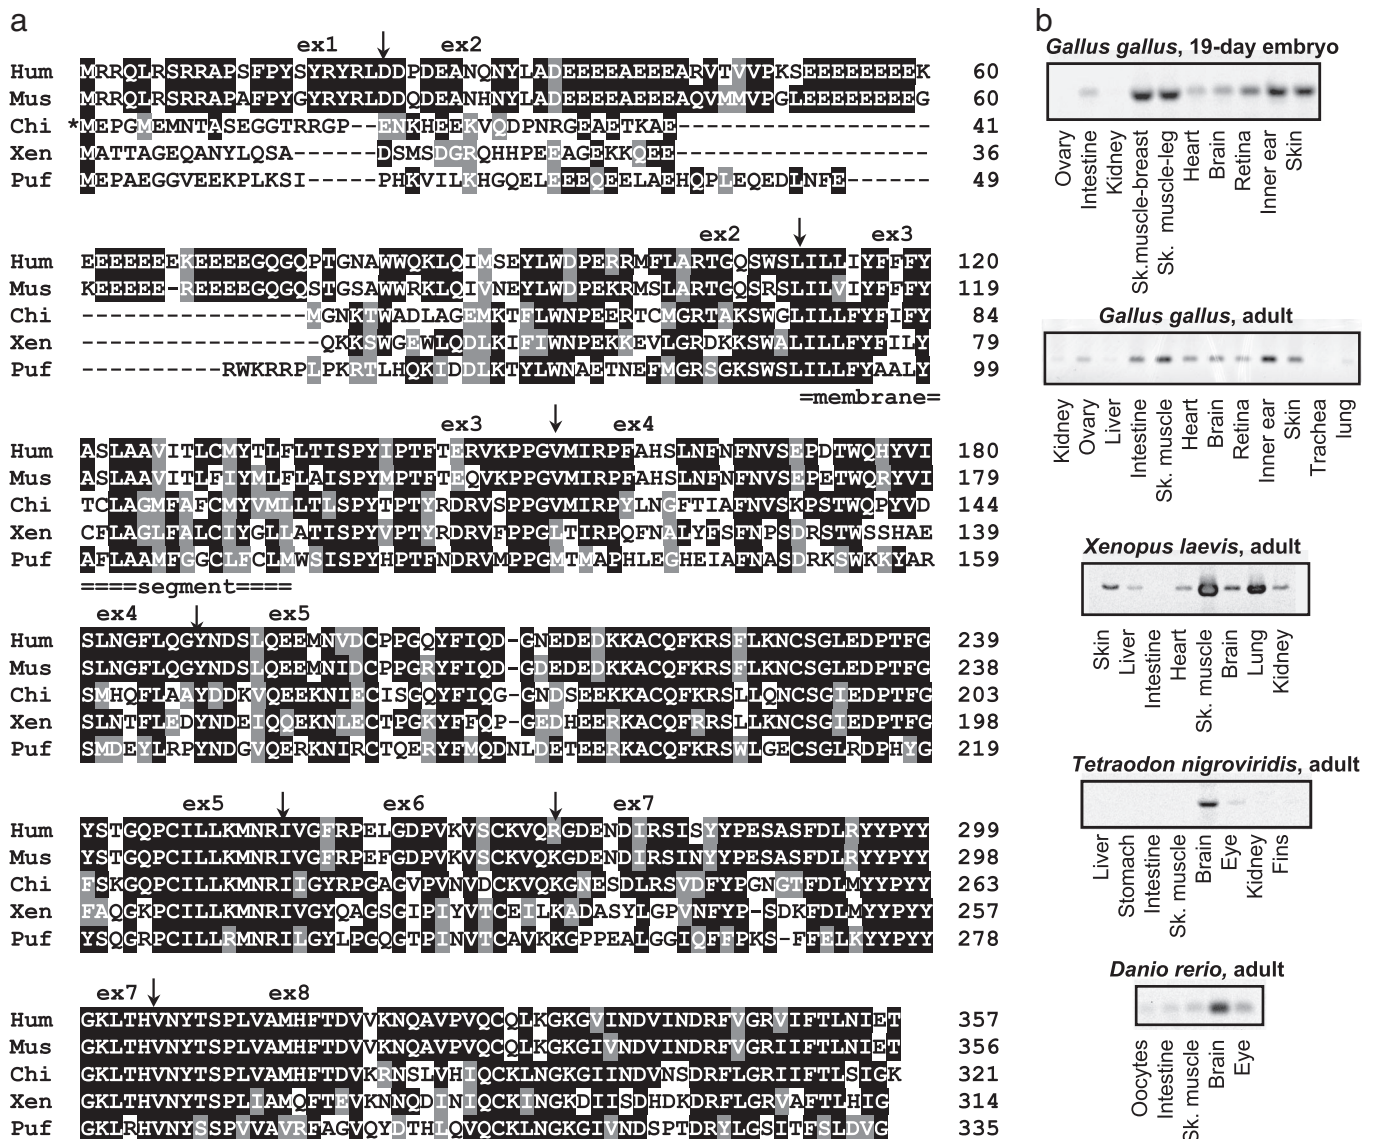 a
ex1 ex2
Hum MRRQLRSRRAPSFPYSYRYRLDDPDEANQNYLADEEEEAEEEARVTVVPKSEEEEEEEEEK 60
Mus MRRQLRSRRAPAFPYGYRYRLDDQDEANHNYLADEEEEAEEEAQVMMVPGLEEEEEEEEEG 60
Chi *MEPGMEMNTASEGGTRRGP--ENKHEEKVQDPNRGEAETKAE------------------ 41
Xen MATTAGEQANYLQSA------DSMSDGRQHHPEEAGEKKQEE------------------ 36
Puf MEPAEGGVEEKPLKSI-----PHKVILKHGQELEEEQEELAEHQPLEQEDLNFE------ 49
ex2 ex3
Hum EEEEEEEKEEEEGQGQPTGNAWWQKLQIMSEYLWDPERRMFLARTGQSWSLILLIYFFFY 120
Mus KEEEEE-REEEEGQGQSTGSAWWRKLQIVNEYLWDPEKRMSLARTGQSRSLILVIYFFFY 119
Chi ----------------MGNKTWADLAGEMKTFLWNPEERTCMGRTAKSWGLILLFYFIFY 84
Xen -----------------QKKSWGEWLQDLKIFIWNPEKKEVLGRDKKSWALILLFYFILY 79
Puf ----------RWKRRPLPKRTLHQKIDDLKTYLWNAETNEFMGRSGKSWSLILLFYAALY 99
=membrane=
ex3 ex4
Hum ASLAAVITLCMYTLFLTISPYIPTFTERVKPPGVMIRPFAHSLNFNFNVSEPDTWQHYVI 180
Mus ASLAAVITLFIYMLFLAISPYMPTFTEQVKPPGVMIRPFAHSLNFNFNVSEPETWQRYVI 179
Chi TCLAGMFAFCMYVMLLTLSPYTPTYRDRVSPPGVMIRPYLNGFTIAFNVSKPSTWQPYVD 144
Xen CFLAGLFALCIYGLLATISPYVPTYRDRVFPPGLTIRPQFNALYFSFNPSDRSTWSSHAE 139
Puf AFLAAMFGGCLFCLMWSISPYHPTFNDRVMPPGMTMAPHLEGHEIAFNASDRKSWKKYAR 159
====segment====
ex4 ex5
Hum SLNGFLQGYNDSLQEEMNVDCPPGQYFIQD-GNEDEDKKACQFKRSFLKNCSGLEDPTFG 239
Mus SLNGFLQGYNDSLQEEMNIDCPPGRYFIQD-GDEDEDKKACQFKRSFLKNCSGLEDPTFG 238
Chi SMHQFLAAYDDKVQEEKNIECISGQYFIQG-GNDSEEKKACQFKRSLLQNCSGIEDPTFG 203
Xen SLNTFLEDYNDEIQQEKNLECTPGKYFFQP-GEDHEERKACQFRRSLLKNCSGIEDPTFG 198
Puf SMDEYLRPYNDGVQERKNIRCTQERYFMQDNLDETEERKACQFKRSWLGECSGLRDPHYG 219
ex5 ex6 ex7
Hum YSTGQPCILLKMNRIVGFRPELGDPVKVSCKVQRGDENDIRSISYYPESASFDLRYYPYY 299
Mus YSTGQPCILLKMNRIVGFRPEFGDPVKVSCKVQKGDENDIRSINYYPESASFDLRYYPYY 298
Chi FSKGQPCILLKMNRIIGYRPGAGVPVNVDCKVQKGNESDLRSVDFYPGNGTFDLMYYPYY 263
Xen FAQGKPCILLKMNRIVGYQAGSGIPIYVTCEILKADASYLGPVNFYP-SDKFDLMYYPYY 257
Puf YSQGRPCILLRMNRILGYLPGQGTPINVTCAVKKGPPEALGGIQFFPKS-FFELKYYPYY 278
ex7 ex8
Hum GKLTHVNYTSPLVAMHFTDVVKNQAVPVQCQLKGKGVINDVINDRFVGRVIFTLNIET 357
Mus GKLTHVNYTSPLVAMHFTDVVKNQAVPVQCQLKGKGIVNDVINDRFVGRIIFTLNIET 356
Chi GKLTHVNYTSPLVAMHFTDVKRNSLVHIQCKLNGKGIINDVNSDRFLGRIIFTLSIGK 321
Xen GKLTHVNYTSPLIAMQFTEVKNNQDINIQCKINGKDIISDHDKDRFLGRVAFTLHIG 314
Puf GKLRHVNYSSPVVAVRFAGVQYDTHLQVQCKLNGKGIVNDSPTDRYLGSITFSLDVG 335
b
Gallus gallus, 19-day embryo
Ovary
Intestine
Kidney
Sk.muscle-breast
Sk. muscle-leg
Heart
Brain
Retina
Inner ear
Skin
Gallus gallus, adult
Kidney
Ovary
Liver
Intestine
Sk. muscle
Heart
Brain
Retina
Inner ear
Skin
Trachea
lung
Xenopus laevis, adult
Skin
Liver
Intestine
Heart
Sk. muscle
Brain
Lung
Kidney
Tetraodon nigroviridis, adult
Liver
Stomach
Intestine
Sk. muscle
Brain
Eye
Kidney
Fins
Danio rerio, adult
Oocytes
Intestine
Sk. muscle
Brain
Eye